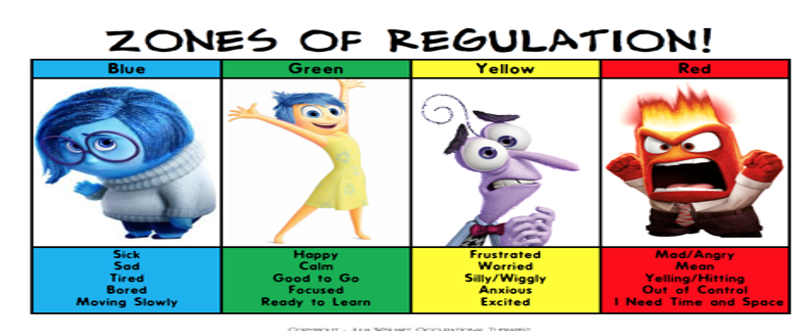 ZONES OF REGULATION!
Blue Green Yellow Red
Sick Happy Frustrated Mad/Angry
Sad Calm Worried Mean
Tired Good to Go Silly/Wiggly Yelling/Hitting
Bored Focused Anxious Out of Control
Moving Slowly Ready to Learn Excited I Need Time and Space
Occupational Therapist